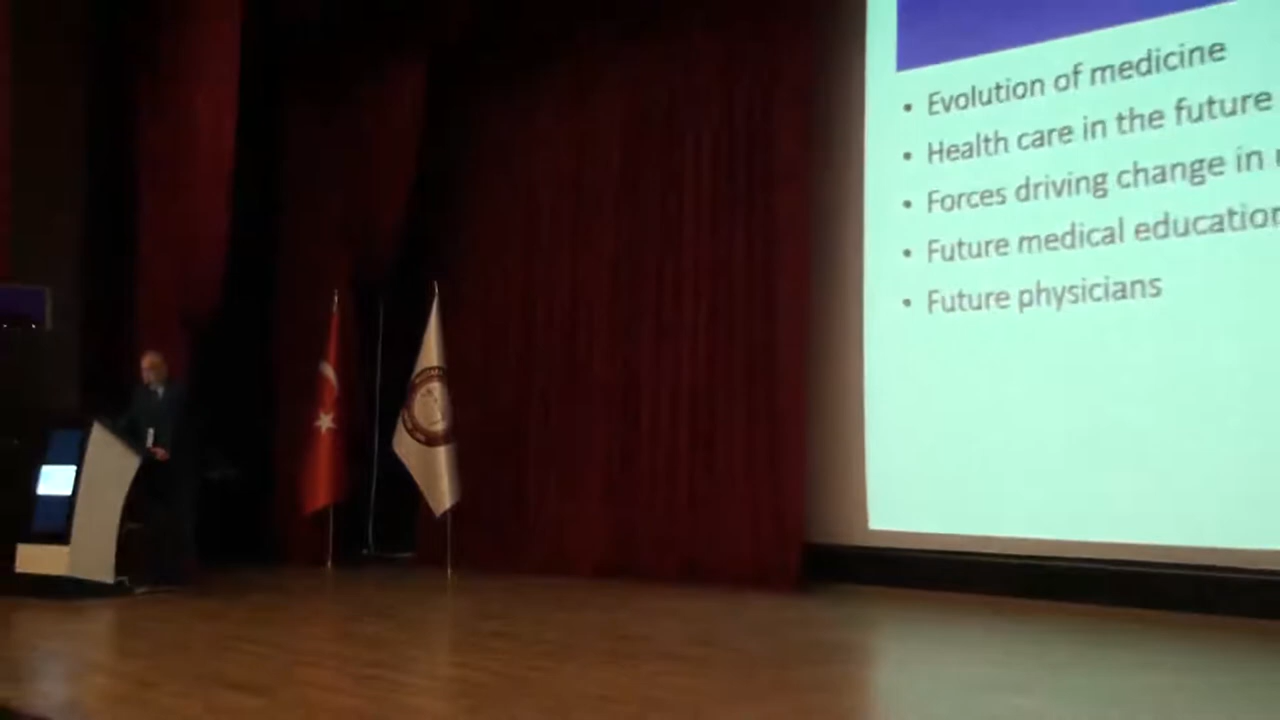 • Evolution of medicine
• Health care in the future
• Forces driving change in
• Future medical education
• Future physicians